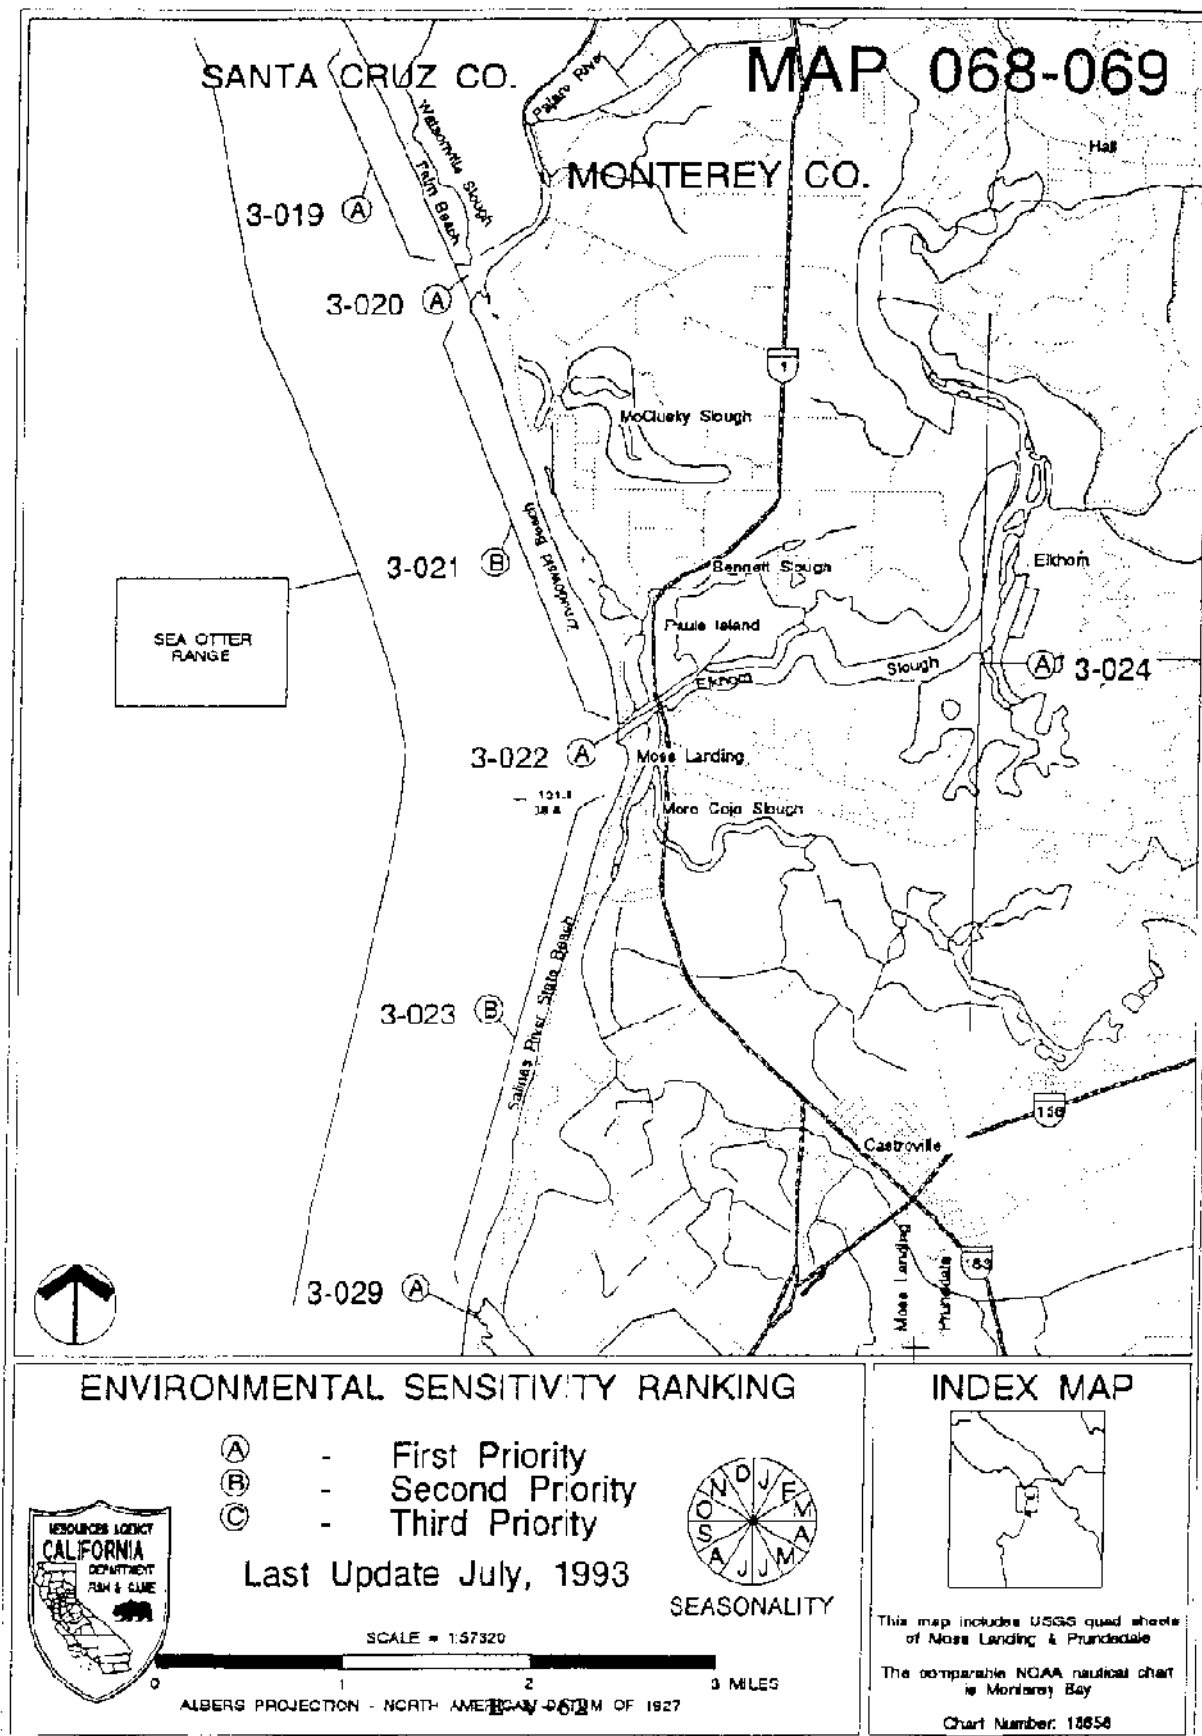 SANTA CRUZ CO.
MAP 068-069
Pajaro River
Watsonville Slough
Palm Beach
Hall
MONTEREY CO.
3-019 A
3-020 A
1
McClusky Slough
3-021 B
Zmudowski Beach
Bennett Slough
Elkhorn
SEA OTTER
RANGE
Pauls Island
Elkhorn
Slough
A 3-024
3-022 A
Moss Landing
Moro Cojo Slough
3-023 B
Salinas River State Beach
156
Castroville
Moss Landing
Prunedale
183
3-029 A
ENVIRONMENTAL SENSITIVITY RANKING
A - First Priority
B - Second Priority
C - Third Priority
Last Update July, 1993
RESOURCES AGENCY
CALIFORNIA
DEPARTMENT
FISH & GAME
J F M A M J J A S O N D
SEASONALITY
SCALE = 1:57320
0 1 2 3 MILES
ALBERS PROJECTION - NORTH AMERICAN DATUM OF 1927
INDEX MAP
This map includes USGS quad sheets
of Moss Landing & Prundedale
The comparable NOAA nautical chart
is Monterey Bay
Chart Number: